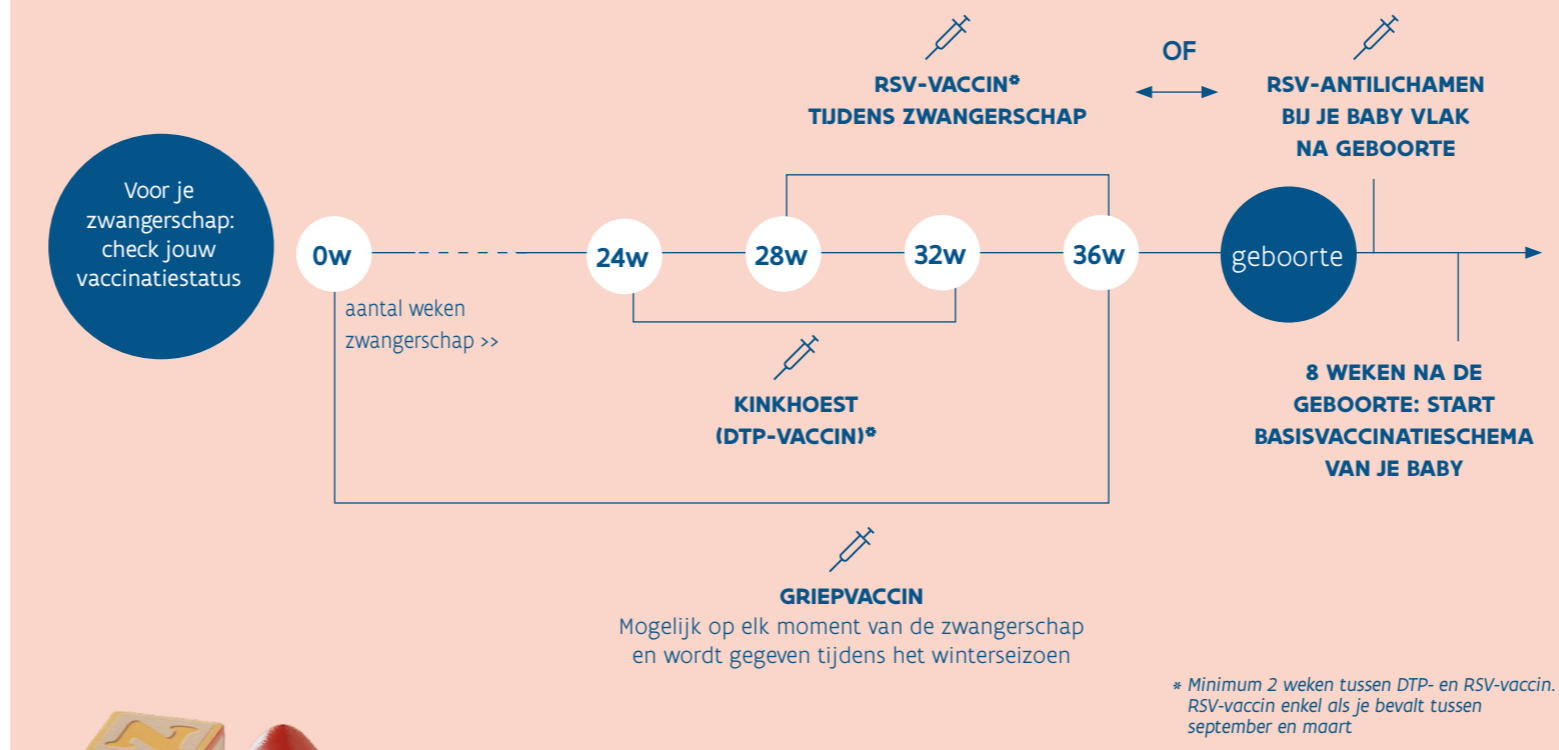 RSV-VACCIN*
TIJDENS ZWANGERSCHAP
OF
RSV-ANTILICHAMEN
BIJ JE BABY VLAK
NA GEBOORTE
Voor je
zwangerschap:
check jouw
vaccinatiestatus
0w
24w
28w
32w
36w
geboorte
aantal weken
zwangerschap >>
KINKHOEST
(DTP-VACCIN)*
8 WEKEN NA DE
GEBOORTE: START
BASISVACCINATIESCHEMA
VAN JE BABY
GRIEPVACCIN
Mogelijk op elk moment van de zwangerschap
en wordt gegeven tijdens het winterseizoen
* Minimum 2 weken tussen DTP- en RSV-vaccin.
RSV-vaccin enkel als je bevalt tussen
september en maart